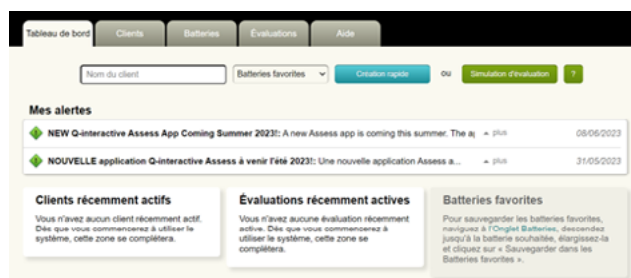 Tableau de bord Clients Batteries Évaluations Aide
Nom du client Batteries favorites Création rapide ou Simulation d'évaluation ?
Mes alertes
NEW Q-interactive Assess App Coming Summer 2023!: A new Assess app is coming this summer. The ap plus 08/06/2023
NOUVELLE application Q-interactive Assess à venir l'été 2023!: Une nouvelle application Assess a... plus 31/05/2023
Clients récemment actifs
Vous n'avez aucun client récemment actif.
Dès que vous commencerez à utiliser le
système, cette zone se complétera.
Évaluations récemment actives
Vous n'avez aucune évaluation récemment
active. Dès que vous commencerez à
utiliser le système, cette zone se
complétera.
Batteries favorites
Pour sauvegarder les batteries favorites,
naviguez à l'Onglet Batteries, descendez
jusqu'à la batterie souhaitée, élargissez-la
et cliquez sur « Sauvegarder dans les
Batteries favorites ».